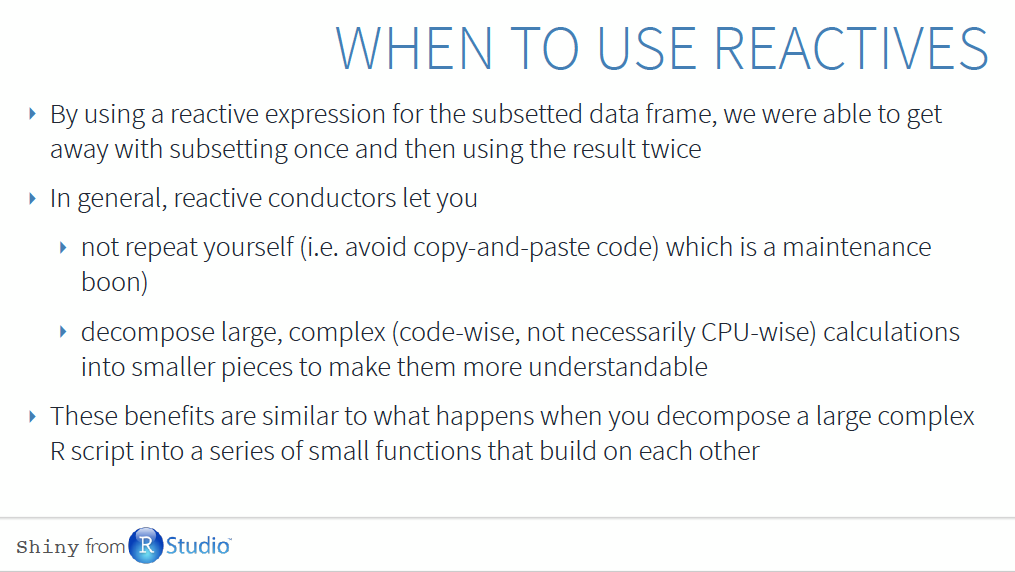 WHEN TO USE REACTIVES
By using a reactive expression for the subsetted data frame, we were able to get
away with subsetting once and then using the result twice
In general, reactive conductors let you
not repeat yourself (i.e. avoid copy-and-paste code) which is a maintenance
boon)
decompose large, complex (code-wise, not necessarily CPU-wise) calculations
into smaller pieces to make them more understandable
These benefits are similar to what happens when you decompose a large complex
R script into a series of small functions that build on each other
Shiny from R Studio™